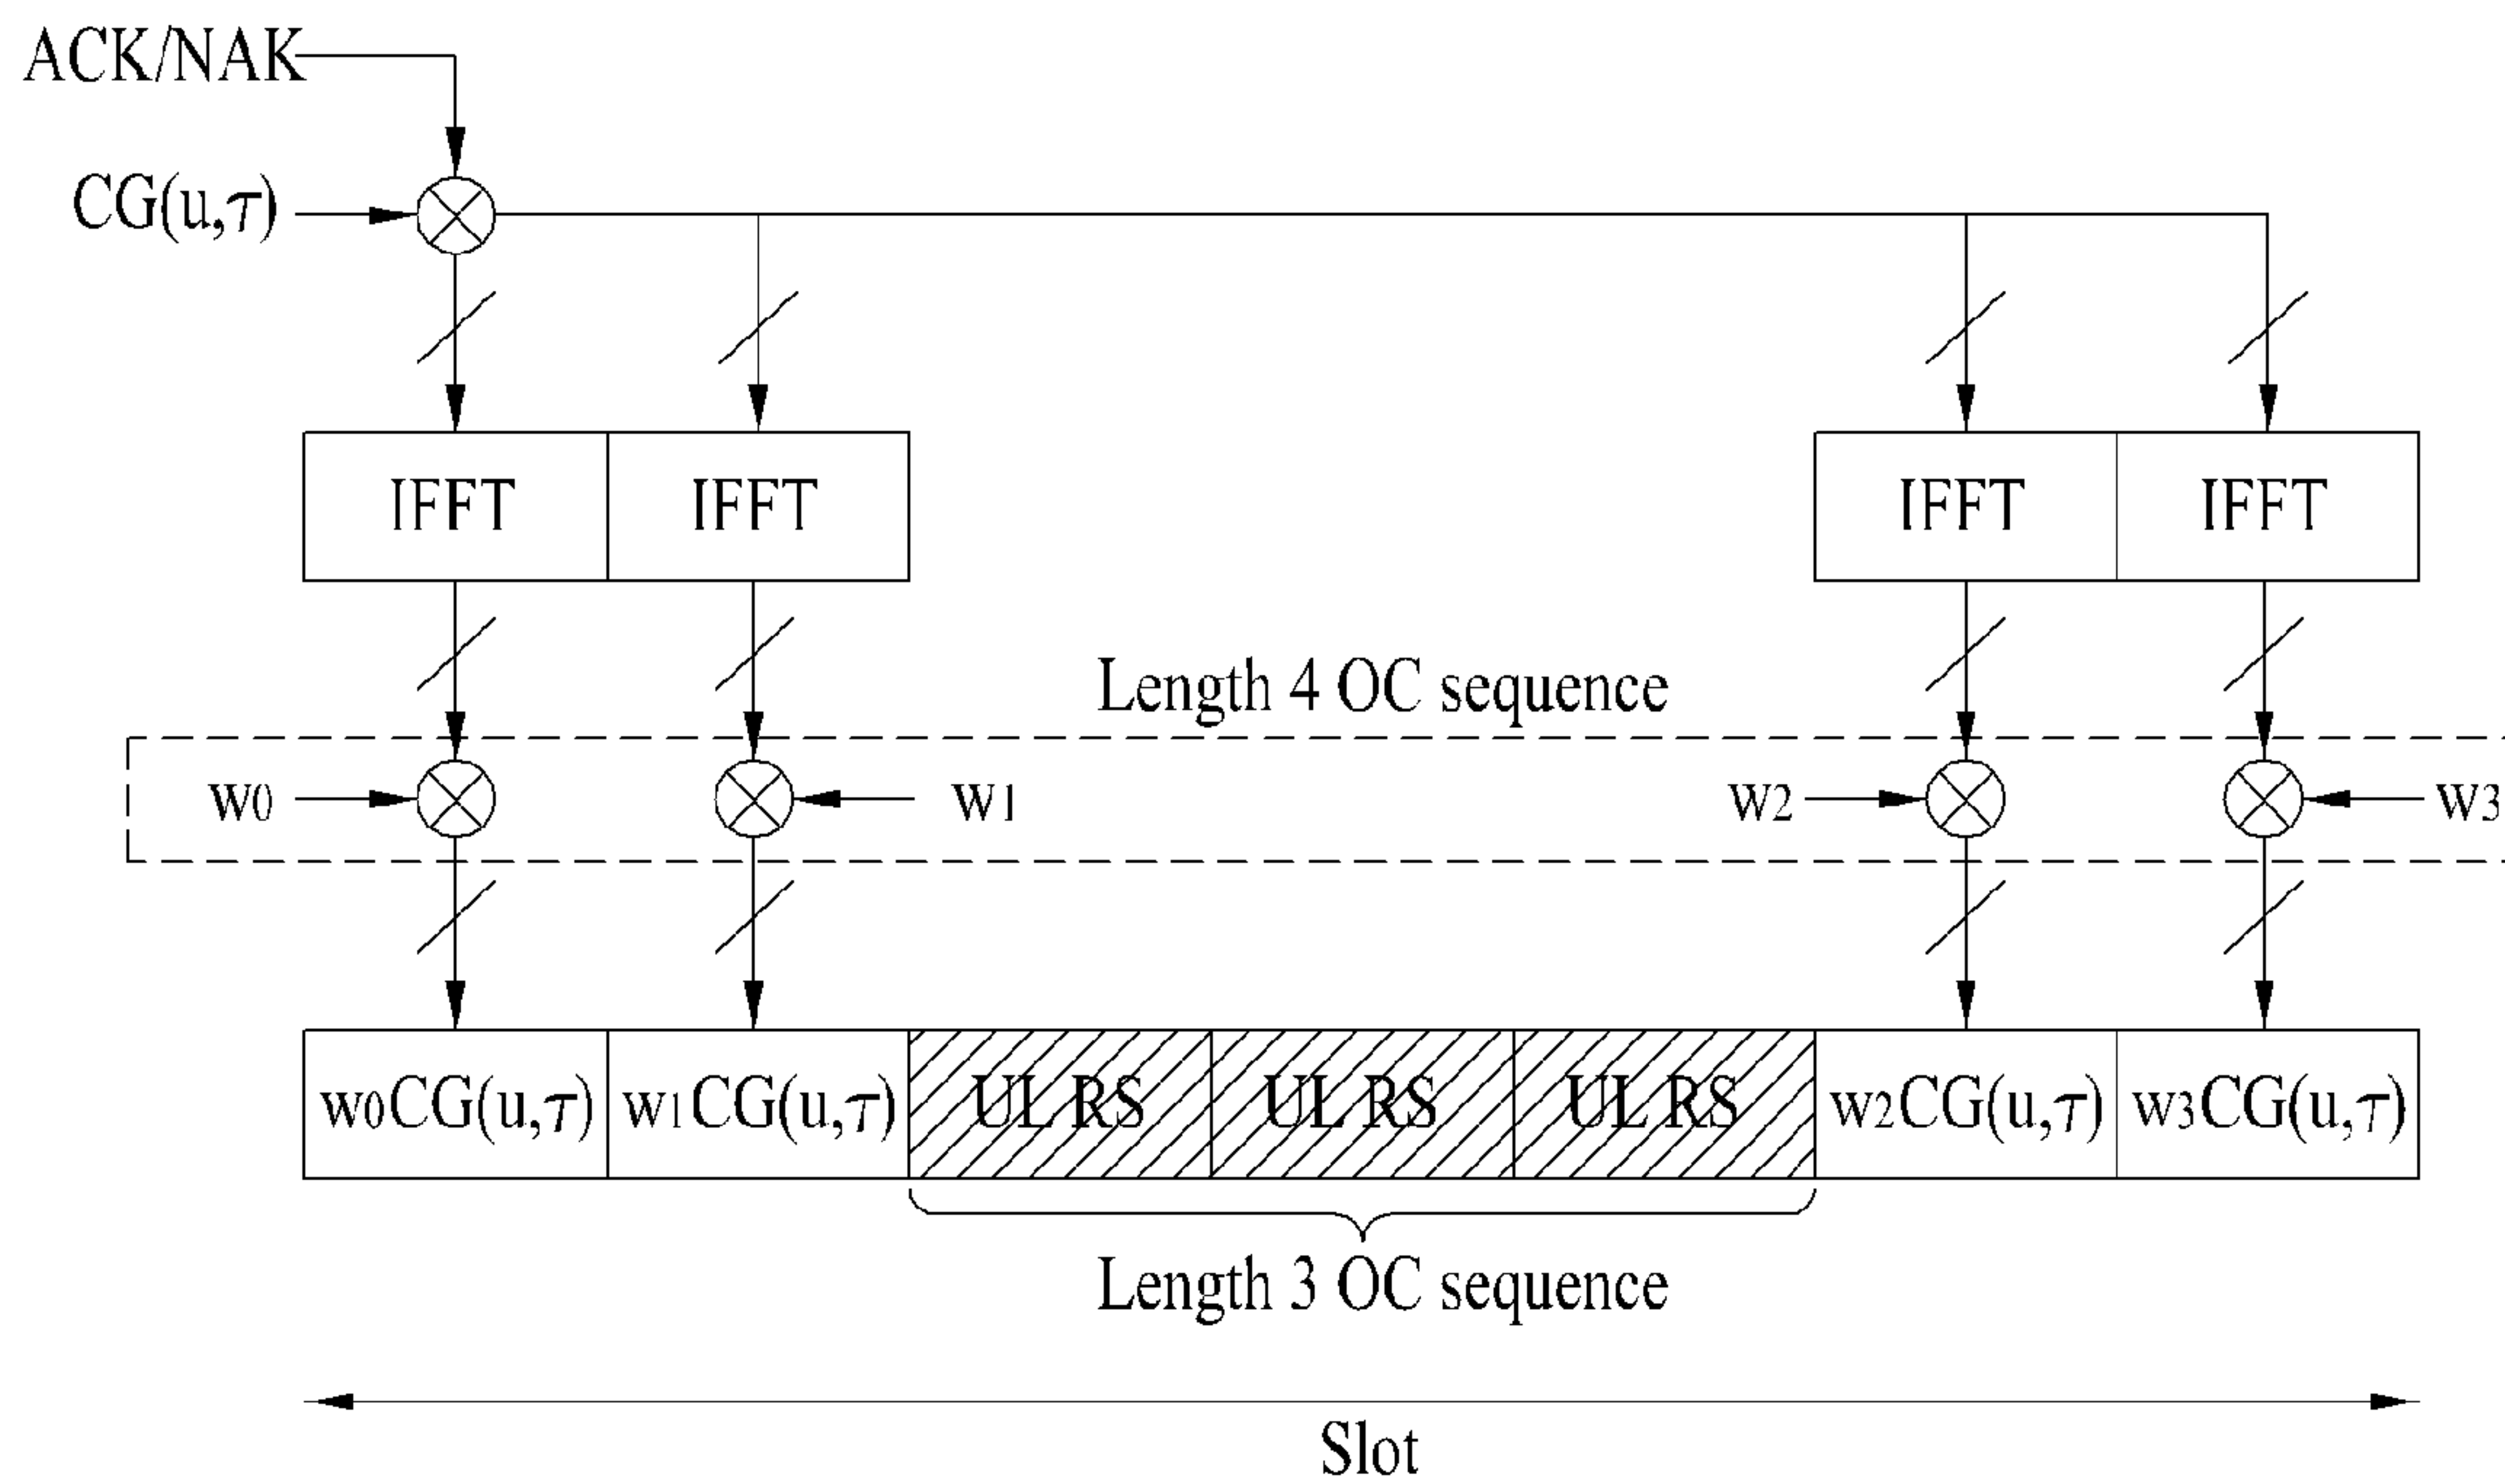 ACK/NAK
CG(u,τ)
IFFT IFFT IFFT IFFT
Length 4 OC sequence
w0 w1 w2 w3
w0CG(u,τ) w1CG(u,τ) UL RS UL RS UL RS w2CG(u,τ) w3CG(u,τ)
Length 3 OC sequence
Slot